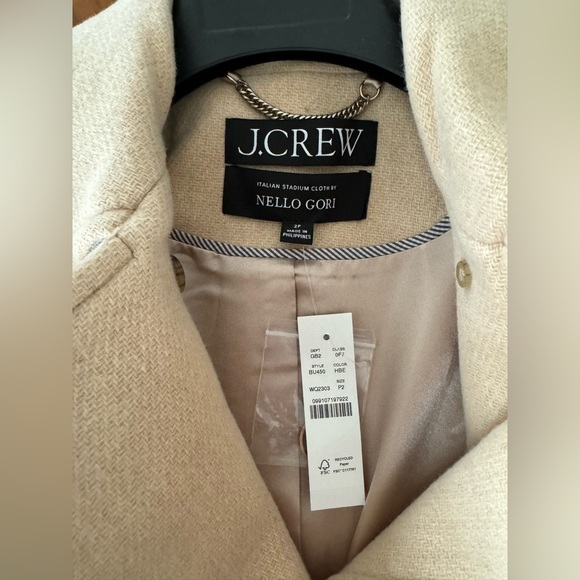 J.CREW
ITALIAN STADIUM CLOTH BY
NELLO GORI
2P
MADE IN
PHILIPPINES
DEPT CLASS
GB2 0F7
STYLE COLOR
BU450 HBE
SIZE
WQ2303 P2
099107197922
RECYCLED
Paper
FSC